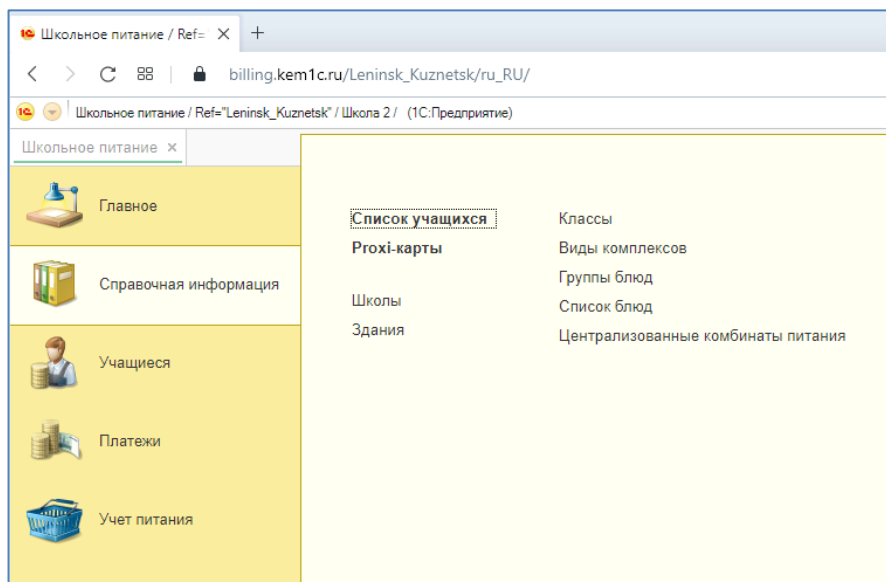 Школьное питание / Ref=
billing.kem1c.ru/Leninsk_Kuznetsk/ru_RU/
Школьное питание / Ref="Leninsk_Kuznetsk" / Школа 2 / (1С:Предприятие)
Школьное питание
Главное
Справочная информация
Учащиеся
Платежи
Учет питания
Список учащихся
Proxi-карты
Школы
Здания
Классы
Виды комплексов
Группы блюд
Список блюд
Централизованные комбинаты питания